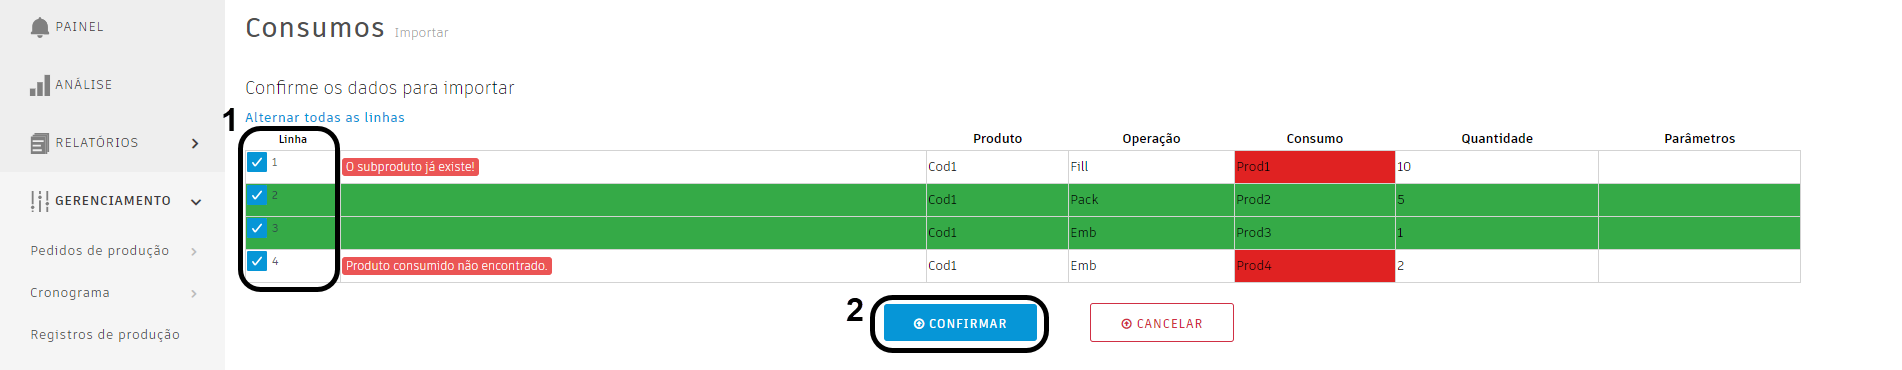 PAINEL
ANÁLISE
RELATÓRIOS
GERENCIAMENTO
Pedidos de produção
Cronograma
Registros de produção
Consumos Importar
Confirme os dados para importar
1
Alternar todas as linhas
Linha Produto Operação Consumo Quantidade Parâmetros
1 O subproduto já existe! Cod1 Fill Prod1 10
2 Cod1 Pack Prod2 5
3 Cod1 Emb Prod3 1
4 Produto consumido não encontrado. Cod1 Emb Prod4 2
2
CONFIRMAR CANCELAR